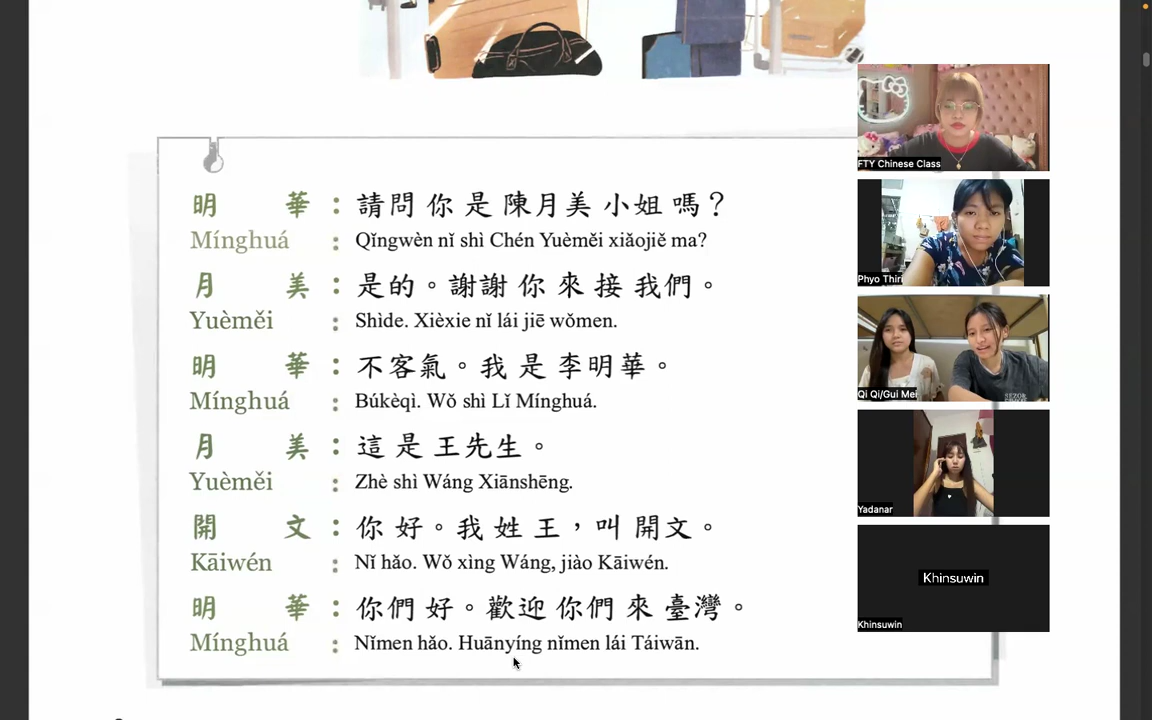 明華：請問你是陳月美小姐嗎？
Mínghuá : Qǐngwèn nǐ shì Chén Yuèměi xiǎojiě ma?
月美：是的。謝謝你來接我們。
Yuèměi : Shìde. Xièxie nǐ lái jiē wǒmen.
明華：不客氣。我是李明華。
Mínghuá : Búkèqì. Wǒ shì Lǐ Mínghuá.
月美：這是王先生。
Yuèměi : Zhè shì Wáng Xiānshēng.
開文：你好。我姓王，叫開文。
Kāiwén : Nǐ hǎo. Wǒ xìng Wáng, jiào Kāiwén.
明華：你們好。歡迎你們來臺灣。
Mínghuá : Nǐmen hǎo. Huānyíng nǐmen lái Táiwān.
FTY Chinese Class
Phyo Thiri
Qi Qi/Gui Mei
Yadanar
Khinsuwin
Khinsuwin